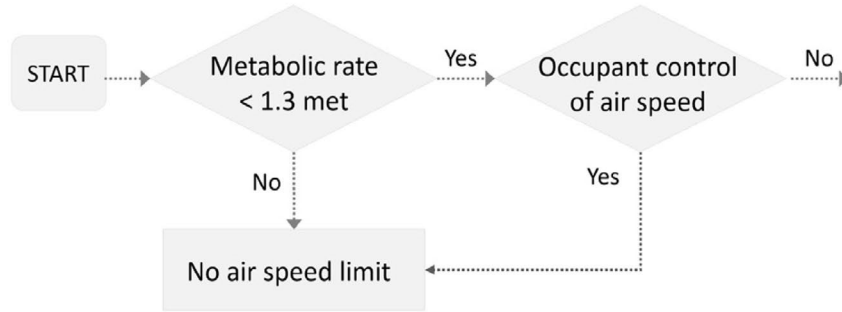 START
Metabolic rate
< 1.3 met
Yes
Occupant control
of air speed
No
No
Yes
No air speed limit